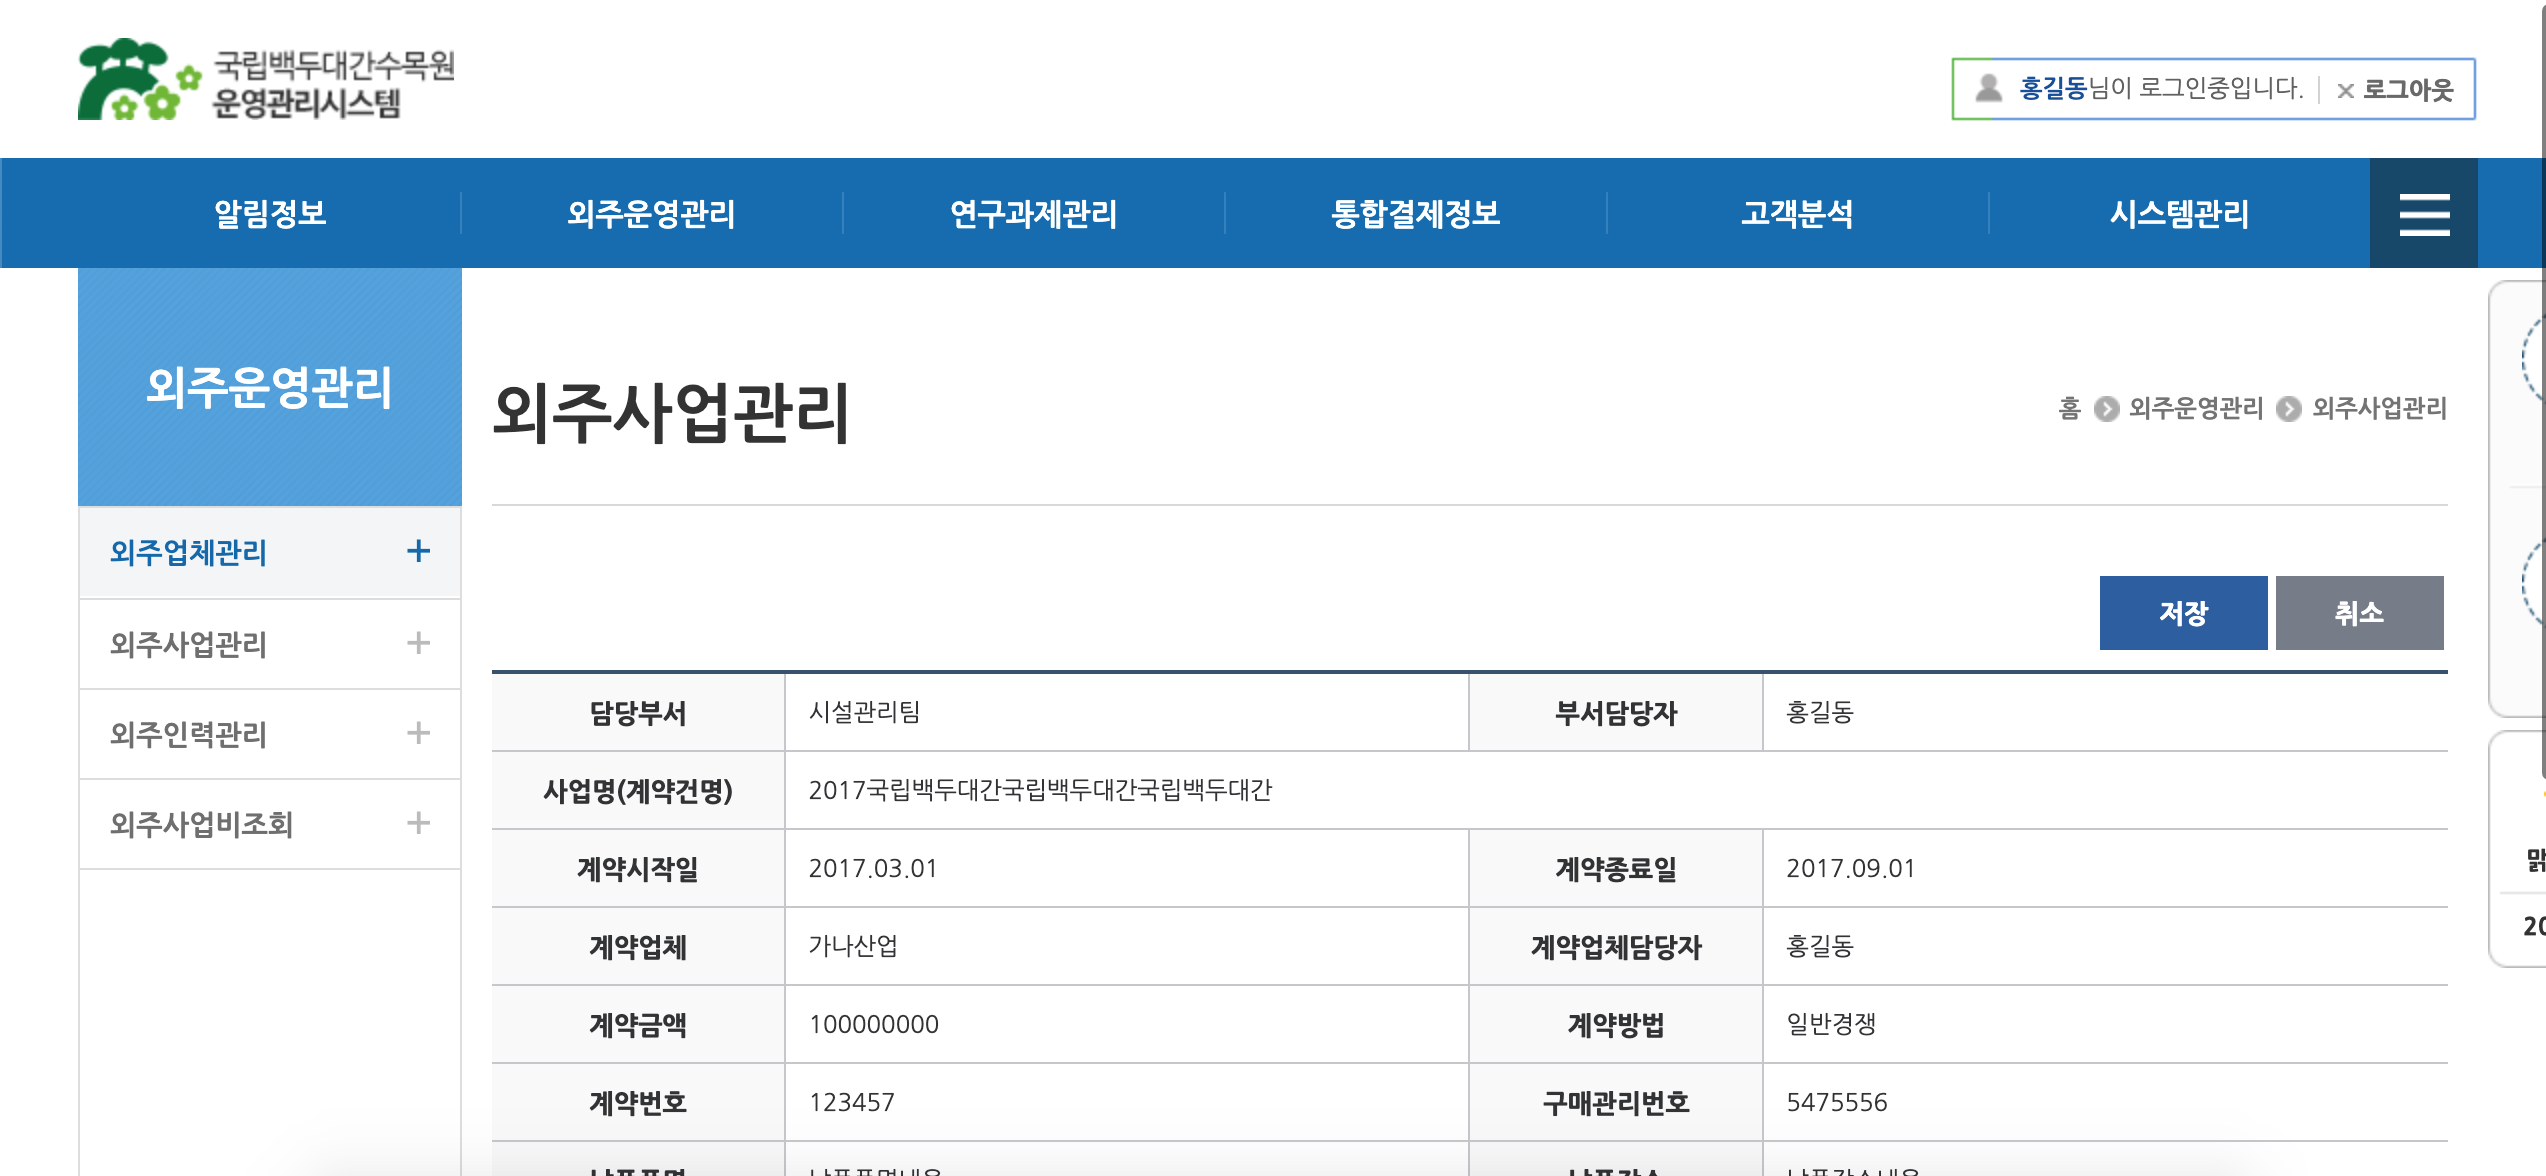 국립백두대간수목원
운영관리시스템
홍길동님이 로그인중입니다. 로그아웃
알림정보 외주운영관리 연구과제관리 통합결제정보 고객분석 시스템관리
외주운영관리
외주사업관리
홈 외주운영관리 외주사업관리
외주업체관리 +
외주사업관리 +
외주인력관리 +
외주사업비조회 +
저장 취소
담당부서 시설관리팀 부서담당자 홍길동
사업명(계약건명) 2017국립백두대간국립백두대간국립백두대간
계약시작일 2017.03.01 계약종료일 2017.09.01
계약업체 가나산업 계약업체담당자 홍길동
계약금액 100000000 계약방법 일반경쟁
계약번호 123457 구매관리번호 5475556